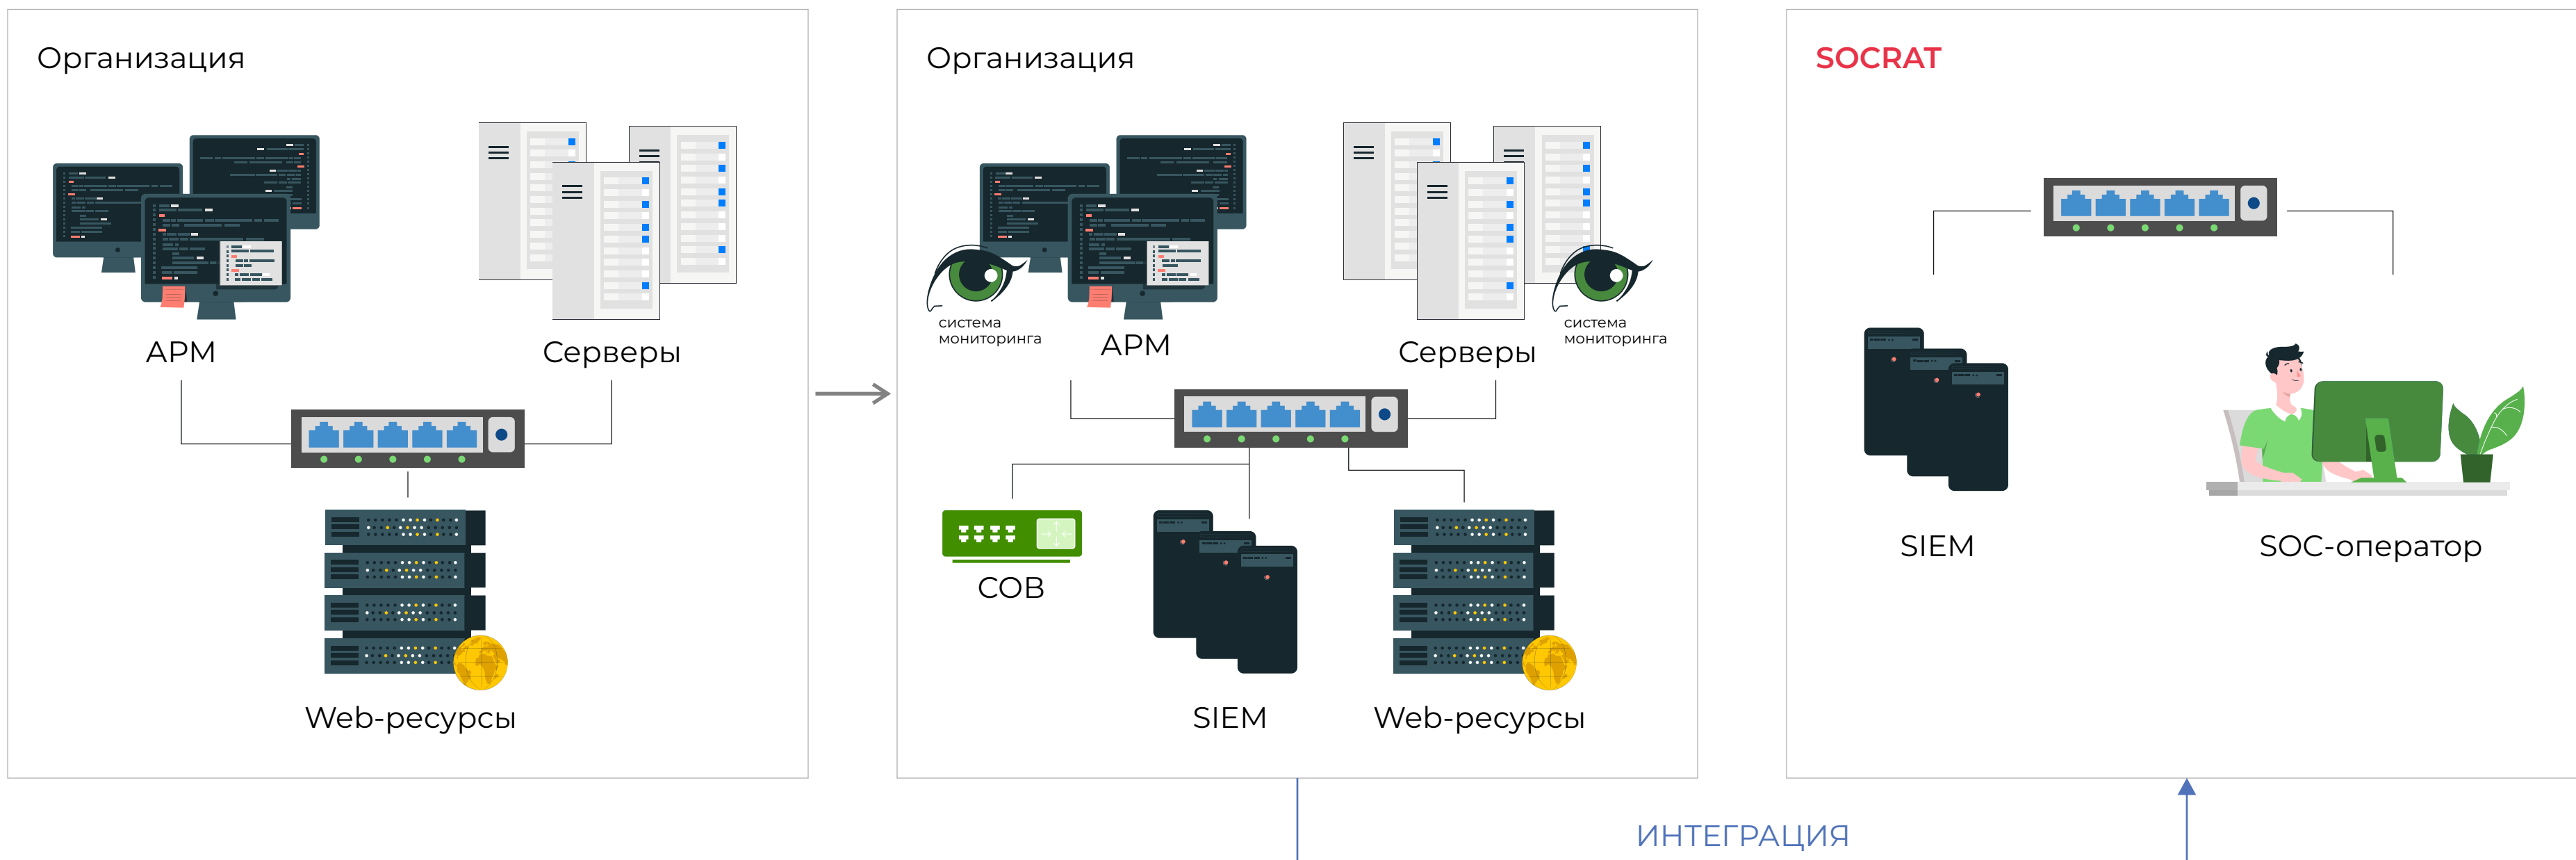 Организация
АРМ
Серверы
Web-ресурсы
Организация
система
мониторинга
АРМ
Серверы
система
мониторинга
СОВ
SIEM
Web-ресурсы
SOCRAT
SIEM
SOC-оператор
ИНТЕГРАЦИЯ